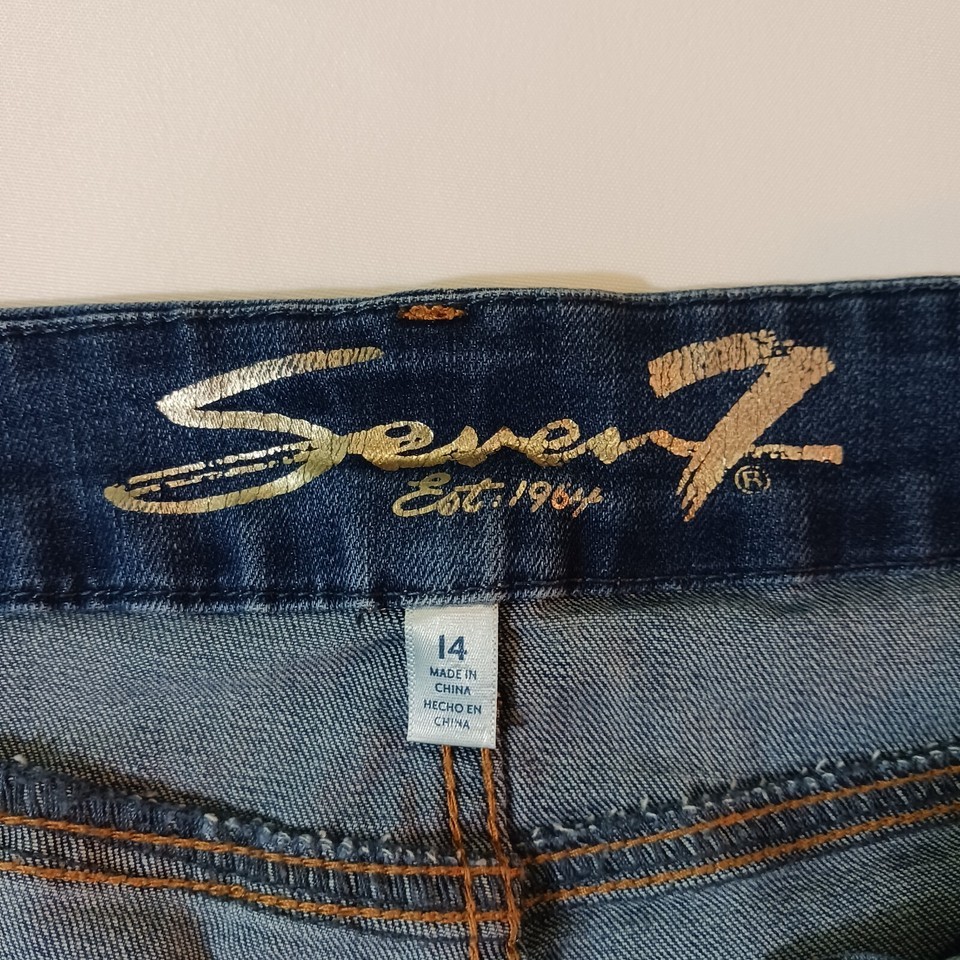 Seven7®
Est. 1964
14
MADE IN
CHINA
HECHO EN
CHINA